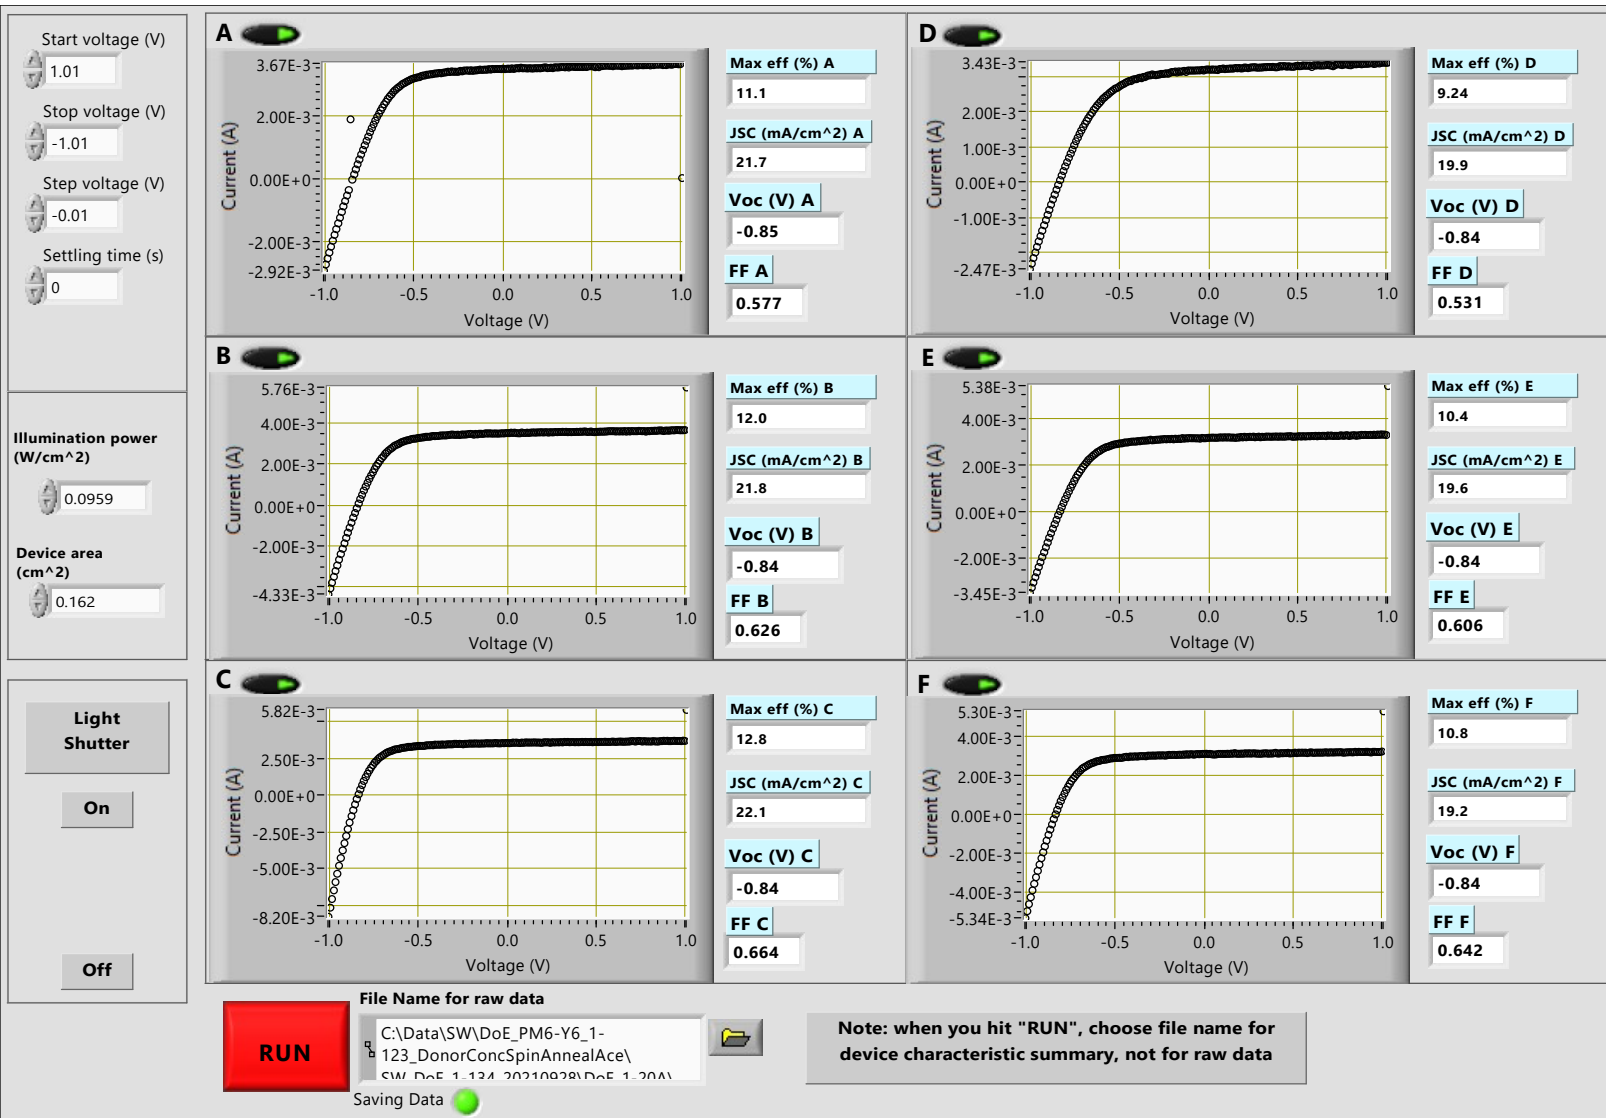 Start voltage (V)
1.01
Stop voltage (V)
-1.01
Step voltage (V)
-0.01
Settling time (s)
0
Illumination power
(W/cm^2)
0.0959
Device area
(cm^2)
0.162
Light
Shutter
On
Off
A
3.67E-3
2.00E-3
0.00E+0
-2.00E-3
-2.92E-3
Current (A)
-1.0 -0.5 0.0 0.5 1.0
Voltage (V)
Max eff (%) A
11.1
JSC (mA/cm^2) A
21.7
Voc (V) A
-0.85
FF A
0.577
D
3.43E-3
2.00E-3
1.00E-3
0.00E+0
-1.00E-3
-2.47E-3
Current (A)
-1.0 -0.5 0.0 0.5 1.0
Voltage (V)
Max eff (%) D
9.24
JSC (mA/cm^2) D
19.9
Voc (V) D
-0.84
FF D
0.531
B
5.76E-3
4.00E-3
2.00E-3
0.00E+0
-2.00E-3
-4.33E-3
Current (A)
-1.0 -0.5 0.0 0.5 1.0
Voltage (V)
Max eff (%) B
12.0
JSC (mA/cm^2) B
21.8
Voc (V) B
-0.84
FF B
0.626
E
5.38E-3
4.00E-3
2.00E-3
0.00E+0
-2.00E-3
-3.45E-3
Current (A)
-1.0 -0.5 0.0 0.5 1.0
Voltage (V)
Max eff (%) E
10.4
JSC (mA/cm^2) E
19.6
Voc (V) E
-0.84
FF E
0.606
C
5.82E-3
2.50E-3
0.00E+0
-2.50E-3
-5.00E-3
-8.20E-3
Current (A)
-1.0 -0.5 0.0 0.5 1.0
Voltage (V)
Max eff (%) C
12.8
JSC (mA/cm^2) C
22.1
Voc (V) C
-0.84
FF C
0.664
F
5.30E-3
4.00E-3
2.00E-3
0.00E+0
-2.00E-3
-4.00E-3
-5.34E-3
Current (A)
-1.0 -0.5 0.0 0.5 1.0
Voltage (V)
Max eff (%) F
10.8
JSC (mA/cm^2) F
19.2
Voc (V) F
-0.84
FF F
0.642
RUN
File Name for raw data
C:\Data\SW\DoE_PM6-Y6_1-
123_DonorConcSpinAnnealAce\
SW_DoE_1-134_20210928\DoE_1-20A\
Saving Data
Note: when you hit "RUN", choose file name for
device characteristic summary, not for raw data